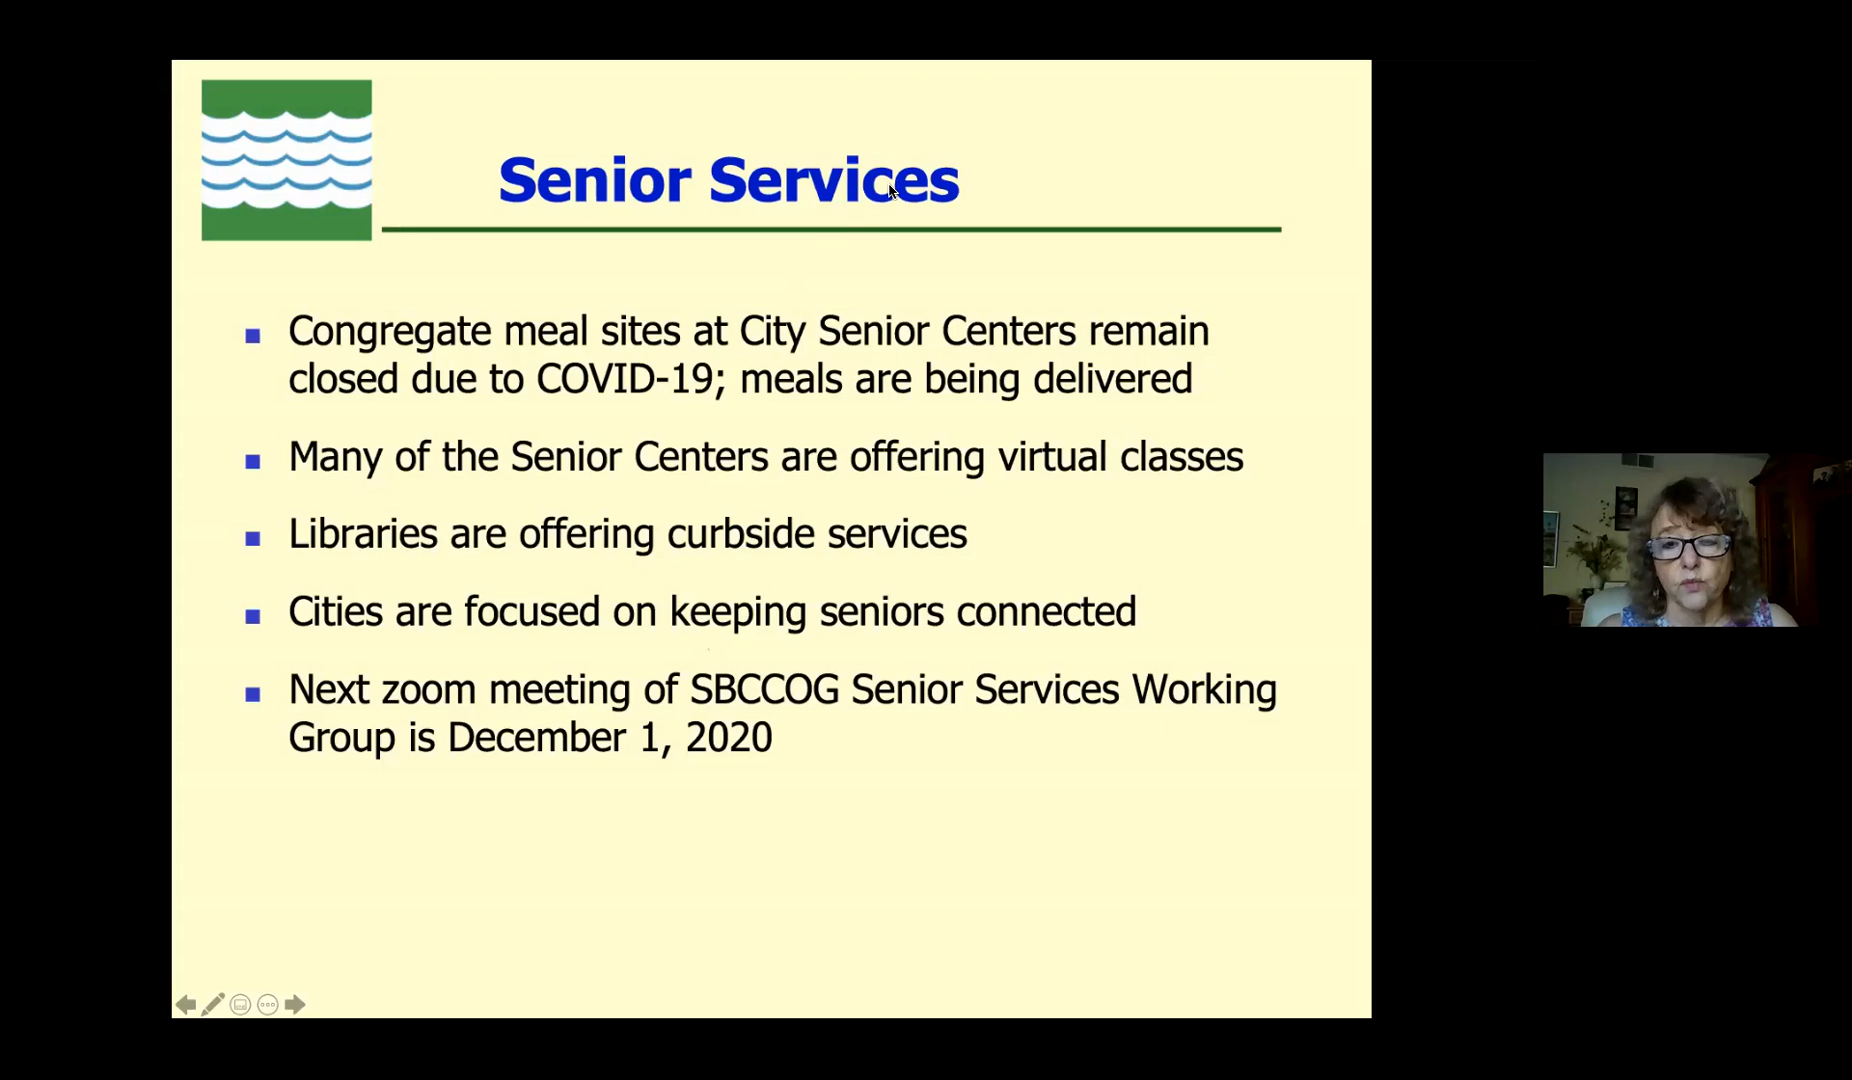 Senior Services
Congregate meal sites at City Senior Centers remain
closed due to COVID-19; meals are being delivered
Many of the Senior Centers are offering virtual classes
Libraries are offering curbside services
Cities are focused on keeping seniors connected
Next zoom meeting of SBCCOG Senior Services Working
Group is December 1, 2020